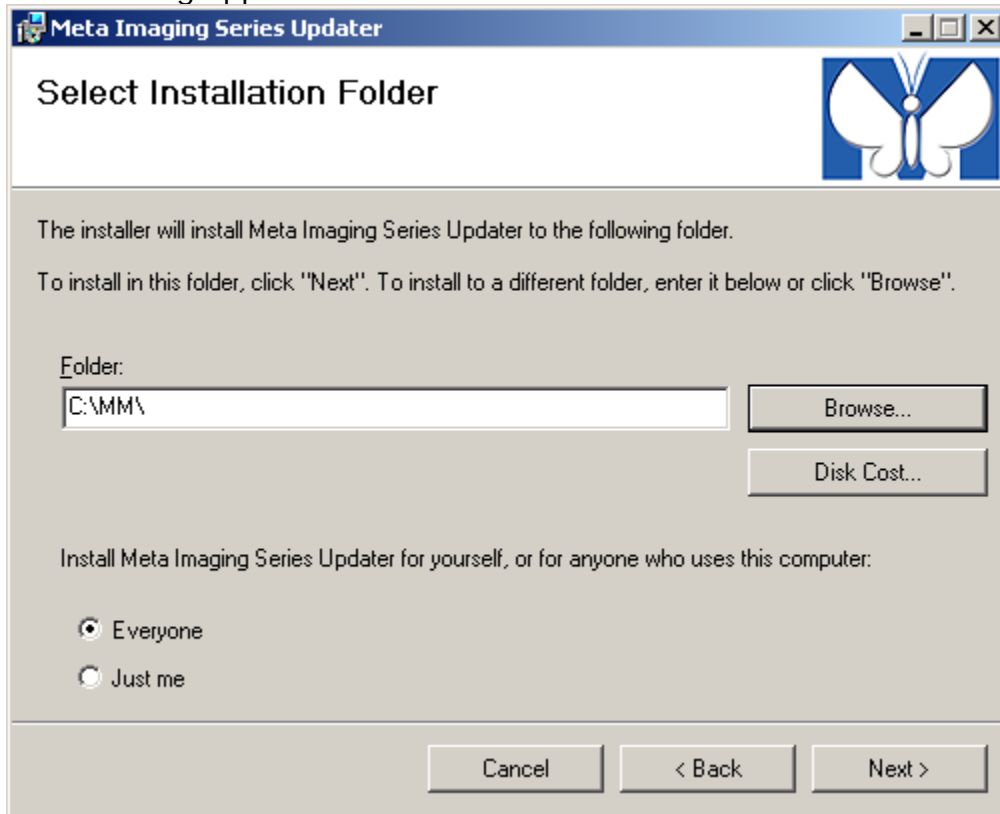 Meta Imaging Series Updater
Select Installation Folder
The installer will install Meta Imaging Series Updater to the following folder.
To install in this folder, click "Next". To install to a different folder, enter it below or click "Browse".
Folder:
C:\MM\
Browse...
Disk Cost...
Install Meta Imaging Series Updater for yourself, or for anyone who uses this computer:
Everyone
Just me
Cancel
< Back
Next >